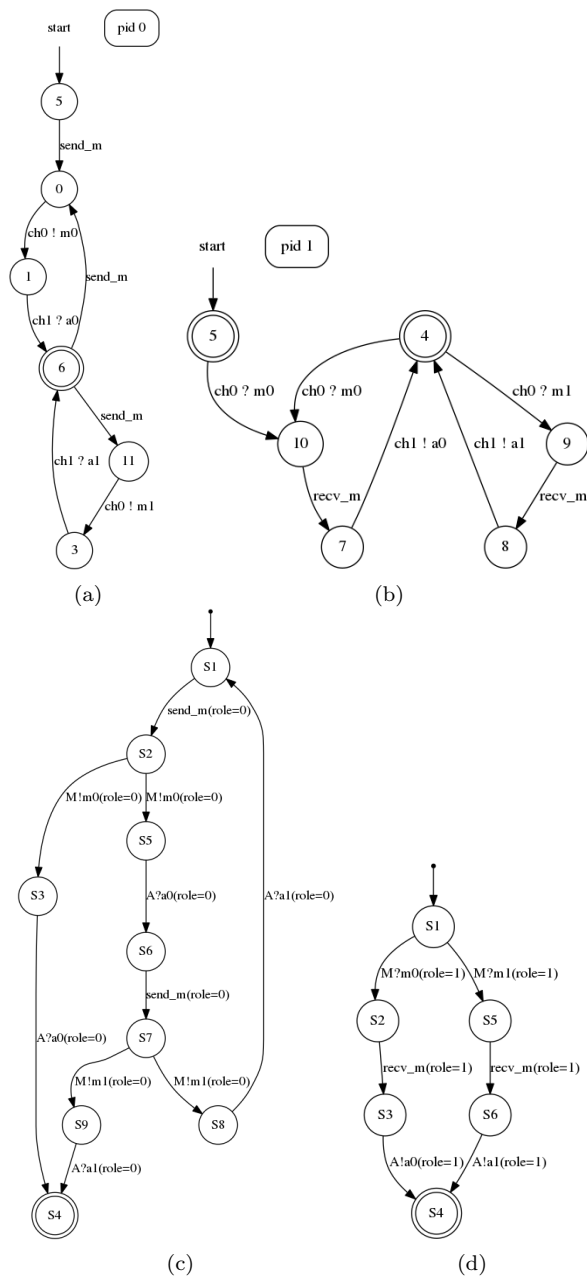 start
pid 0
5
send_m
0
ch0 ! m0
1
send_m
ch1 ? a0
6
send_m
ch1 ? a1
11
ch0 ! m1
3
(a)
start
pid 1
5
4
ch0 ? m0
ch0 ? m0
ch0 ? m1
10
ch1 ! a0
ch1 ! a1
9
recv_m
recv_m
7
8
(b)
S1
send_m(role=0)
S2
M!m0(role=0)
M!m0(role=0)
S5
S3
A?a0(role=0)
A?a1(role=0)
S6
send_m(role=0)
A?a0(role=0)
S7
M!m1(role=0)
M!m1(role=0)
S9
S8
A?a1(role=0)
S4
(c)
S1
M?m0(role=1)
M?m1(role=1)
S2
S5
recv_m(role=1)
recv_m(role=1)
S3
S6
A!a0(role=1)
A!a1(role=1)
S4
(d)